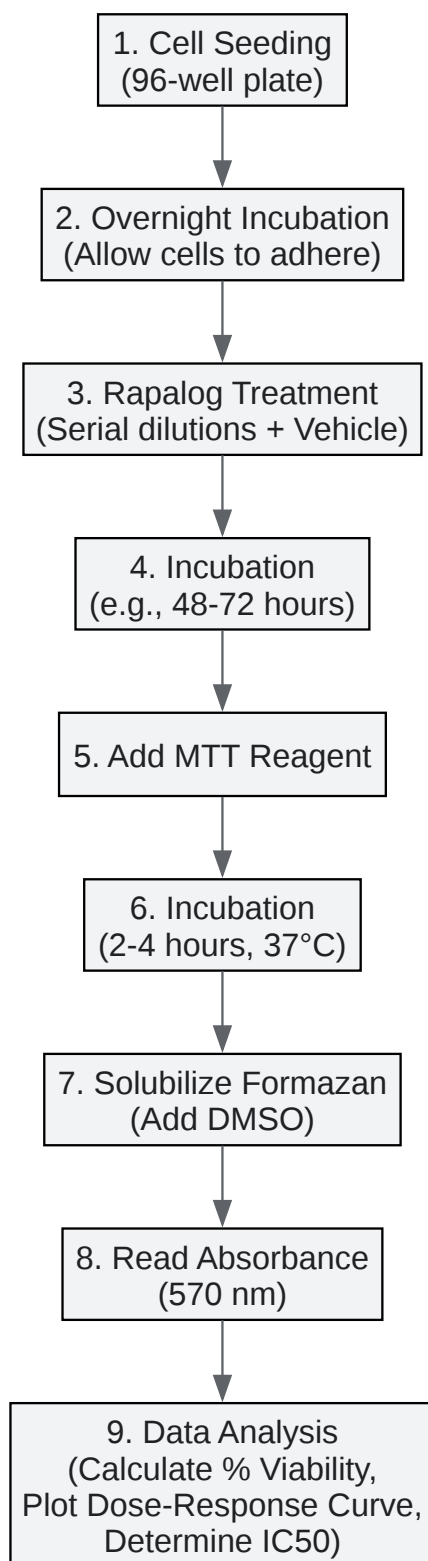 1. Cell Seeding
(96-well plate)
2. Overnight Incubation
(Allow cells to adhere)
3. Rapalog Treatment
(Serial dilutions + Vehicle)
4. Incubation
(e.g., 48-72 hours)
5. Add MTT Reagent
6. Incubation
(2-4 hours, 37°C)
7. Solubilize Formazan
(Add DMSO)
8. Read Absorbance
(570 nm)
9. Data Analysis
(Calculate % Viability,
Plot Dose-Response Curve,
Determine IC50)